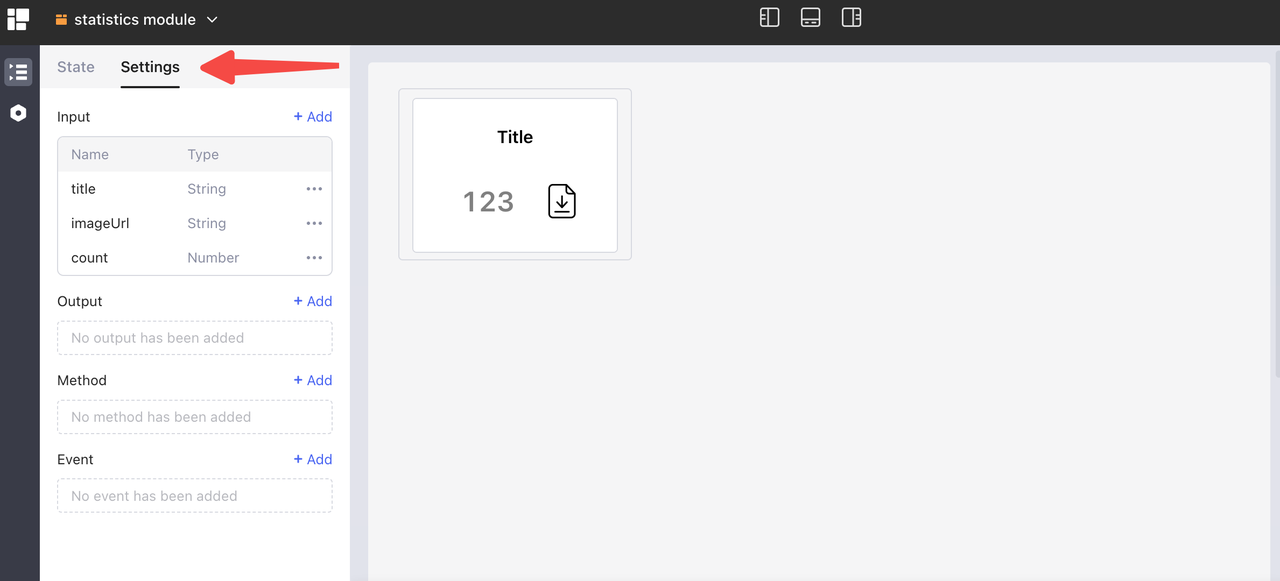 statistics module
State Settings
Input + Add
Name Type
title String
imageUrl String
count Number
Output + Add
No output has been added
Method + Add
No method has been added
Event + Add
No event has been added
Title
123